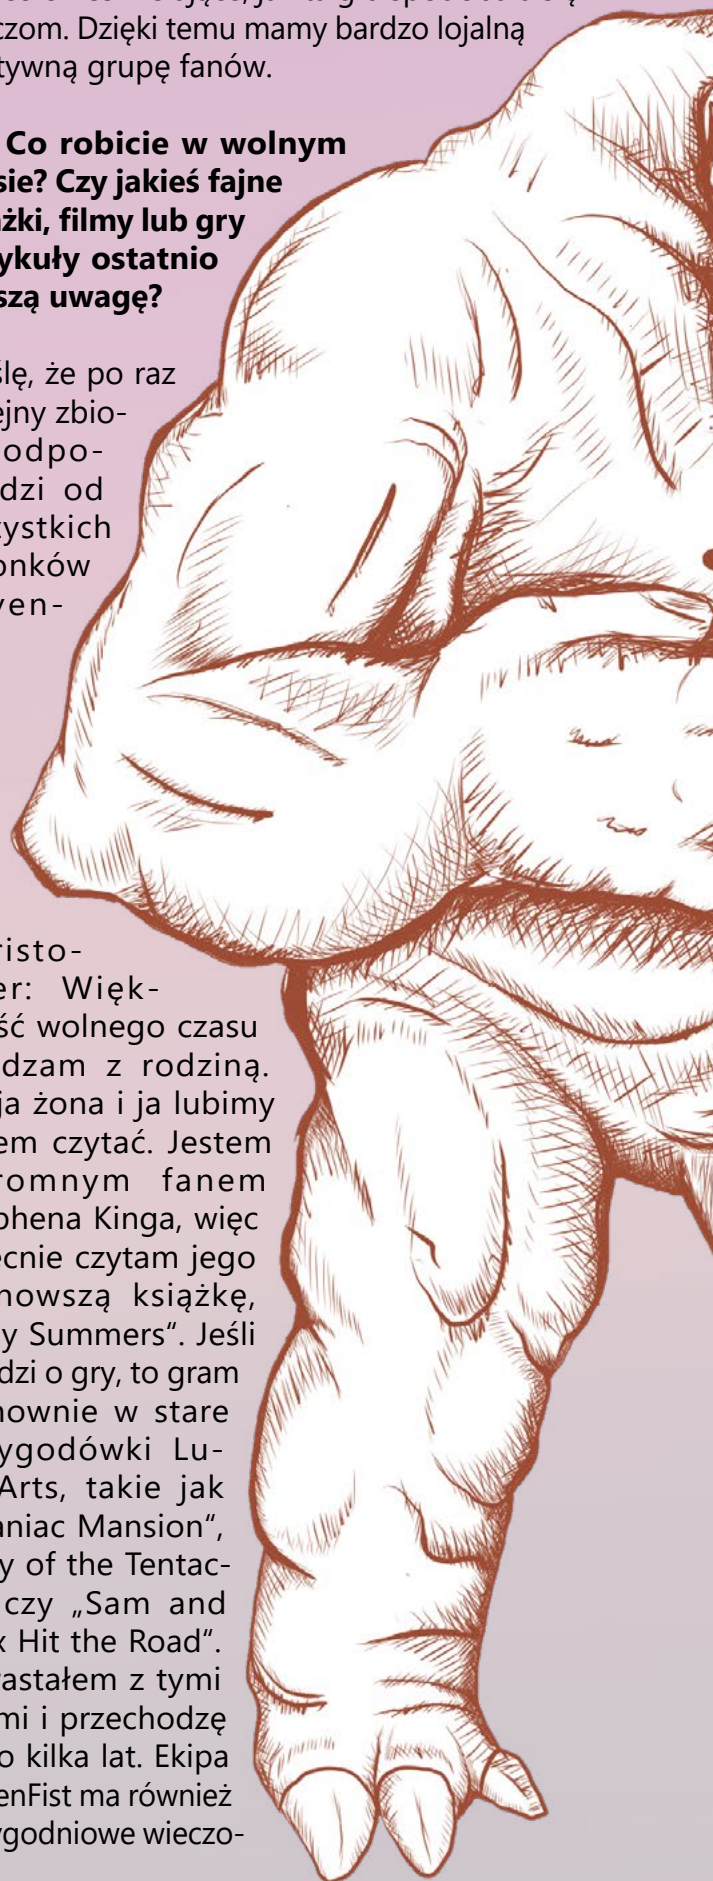 czom. Dzięki temu mamy bardzo lojalną
tywną grupę fanów.
Co robicie w wolnym
sie? Czy jakieś fajne
żki, filmy lub gry
ykuły ostatnio
szą uwagę?
lę, że po raz
ejny zbio-
odpo-
dzi od
ystkich
onków
ven-
risto-
er: Więk-
ść wolnego czasu
dzam z rodziną.
ja żona i ja lubimy
em czytać. Jestem
romnym fanem
phena Kinga, więc
ecnie czytam jego
nowszą książkę,
y Summers“. Jeśli
dzi o gry, to gram
nownie w stare
ygodówki Lu-
Arts, takie jak
aniac Mansion“,
y of the Tentac-
czy „Sam and
x Hit the Road“.
rastałem z tymi
mi i przechodzę
o kilka lat. Ekipa
enFist ma również
ygodniowe wieczo-